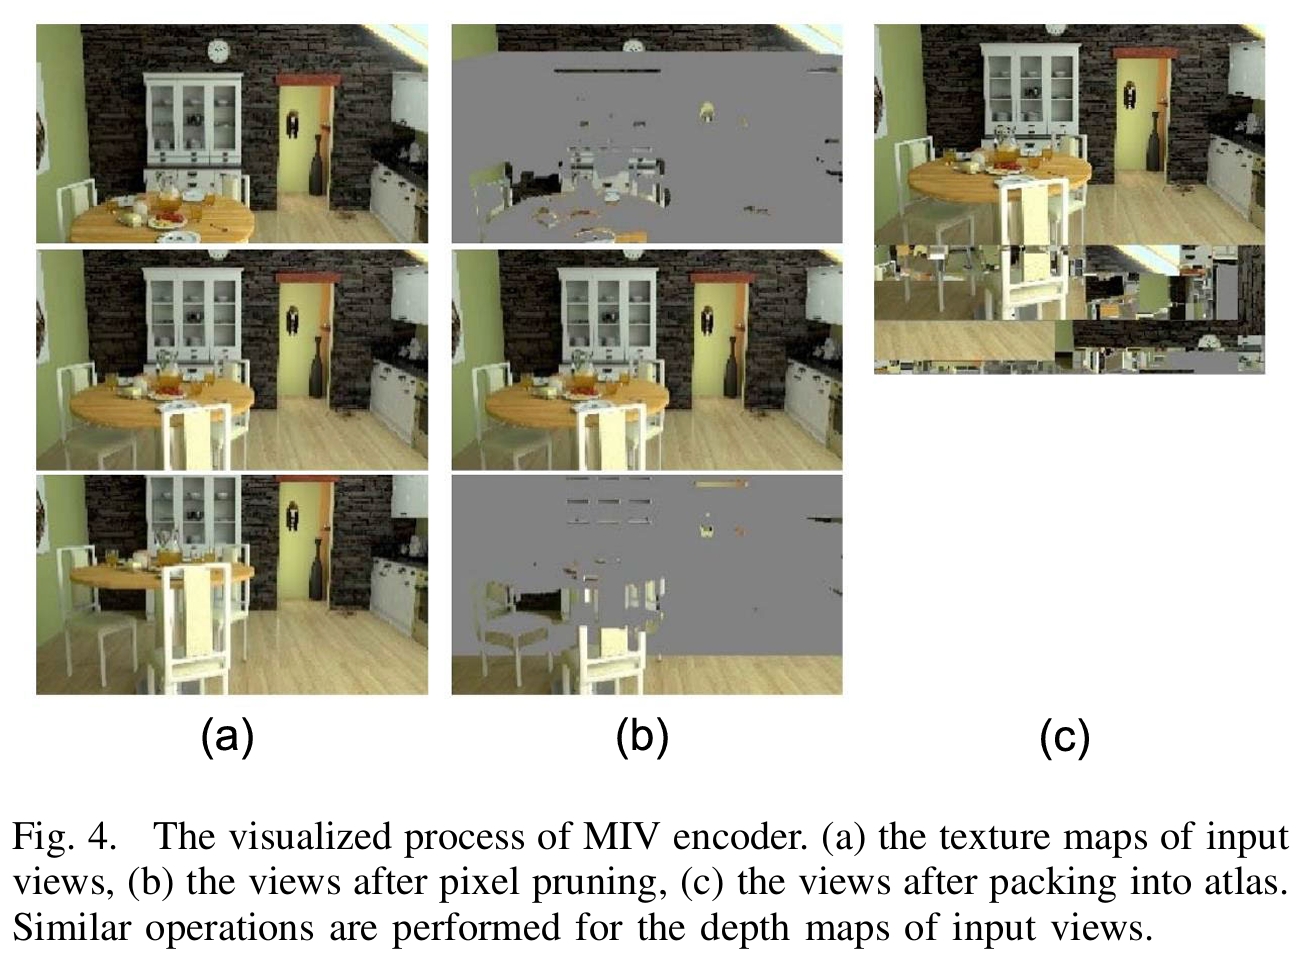 (a) (b) (c)
Fig. 4. The visualized process of MIV encoder. (a) the texture maps of input
views, (b) the views after pixel pruning, (c) the views after packing into atlas.
Similar operations are performed for the depth maps of input views.